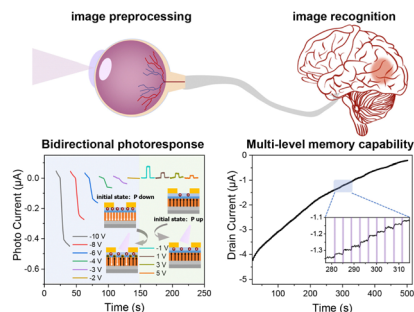 image preprocessing
image recognition
Bidirectional photoresponse
Multi-level memory capability
Photo Current (μA)
0.0
-0.2
-0.4
-0.6
initial state: P down
initial state: P up
-10 V
-8 V
-6 V
-4 V
-3 V
-2 V
-1 V
1 V
3 V
5 V
0 50 100 150 200 250
Time (s)
Drain Current (μA)
0
-1
-2
-3
-4
-5
-1.1
-1.2
-1.3
280 290 300 310
100 200 300 400 500
Time (s)